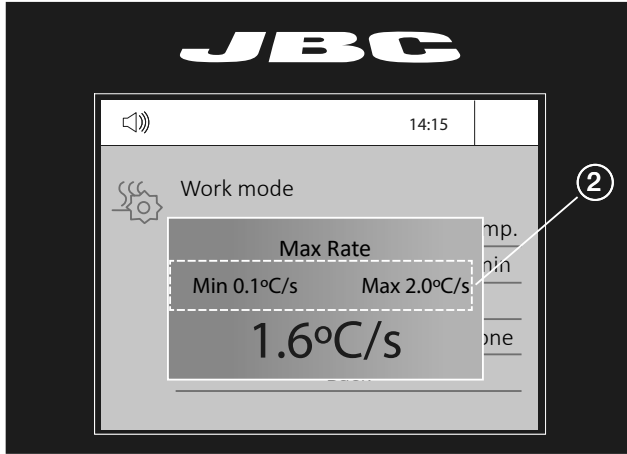 JBC
14:15
Work mode
mp.
Max Rate
min
Min 0.1ºC/s Max 2.0ºC/s
1.6ºC/s
one
2